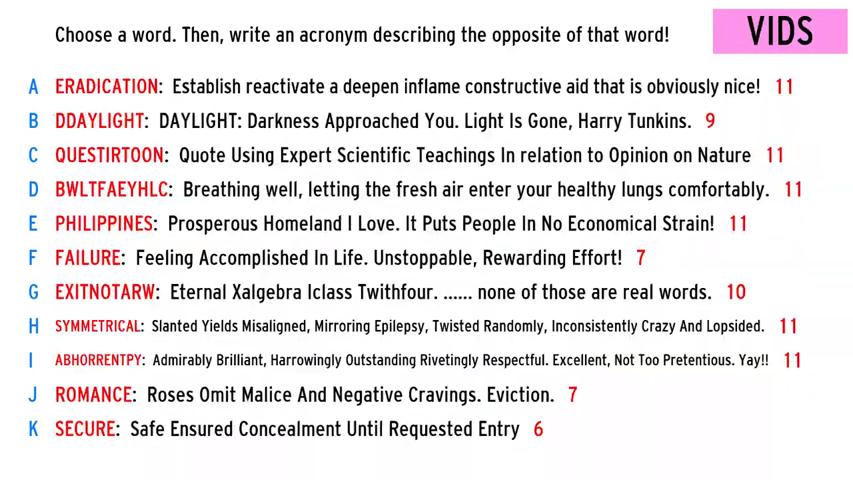 Choose a word. Then, write an acronym describing the opposite of that word!
VIDS
A ERADICATION: Establish reactivate a deepen inflame constructive aid that is obviously nice! 11
B DDAYLIGHT: DAYLIGHT: Darkness Approached You. Light Is Gone, Harry Tunkins. 9
C QUESTIRTOON: Quote Using Expert Scientific Teachings In relation to Opinion on Nature 11
D BWLTFAEYHLC: Breathing well, letting the fresh air enter your healthy lungs comfortably. 11
E PHILIPPINES: Prosperous Homeland I Love. It Puts People In No Economical Strain! 11
F FAILURE: Feeling Accomplished In Life. Unstoppable, Rewarding Effort! 7
G EXITNOTARW: Eternal Xalgebra Iclass Twithfour. ...... none of those are real words. 10
H SYMMETRICAL: Slanted Yields Misaligned, Mirroring Epilepsy, Twisted Randomly, Inconsistently Crazy And Lopsided. 11
I ABHORRENTPY: Admirably Brilliant, Harrowingly Outstanding Rivetingly Respectful. Excellent, Not Too Pretentious. Yay!! 11
J ROMANCE: Roses Omit Malice And Negative Cravings. Eviction. 7
K SECURE: Safe Ensured Concealment Until Requested Entry 6